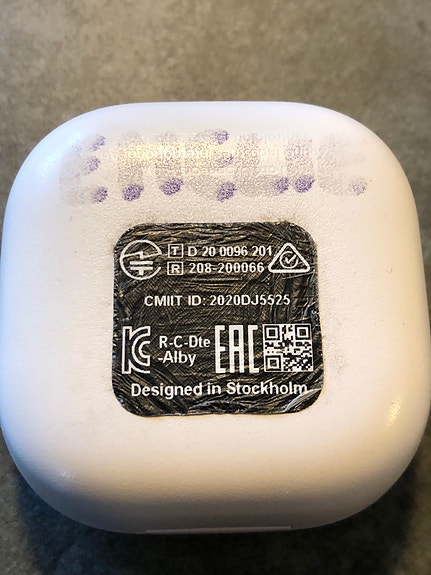 T D 20 0096 201
R 208-200066
CMIIT ID: 2020DJ5525
R-C-Dte
-Alby
EAC
Designed in Stockholm